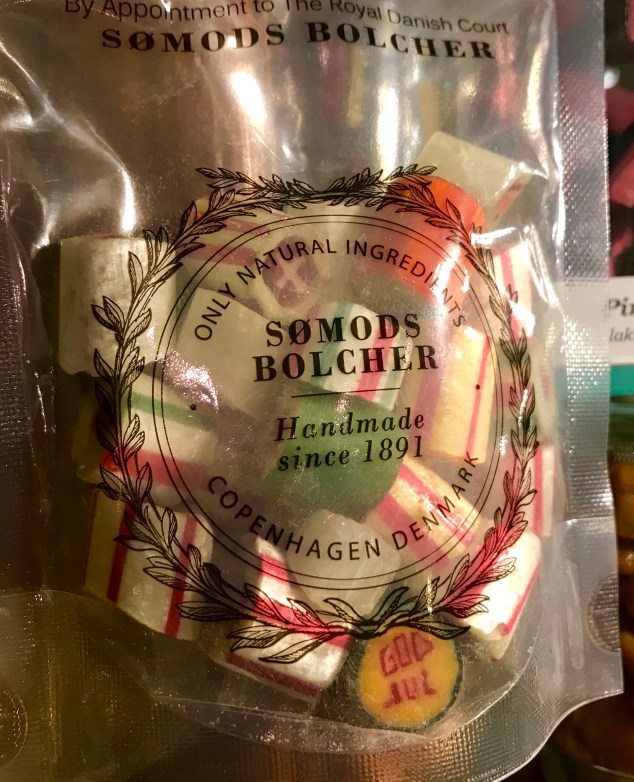 By Appointment to The Royal Danish Court
SØMODS BOLCHER
ONLY NATURAL INGREDIENTS
SØMODS
BOLCHER
Handmade
since 1891
COPENHAGEN DENMARK
GOD
JUL